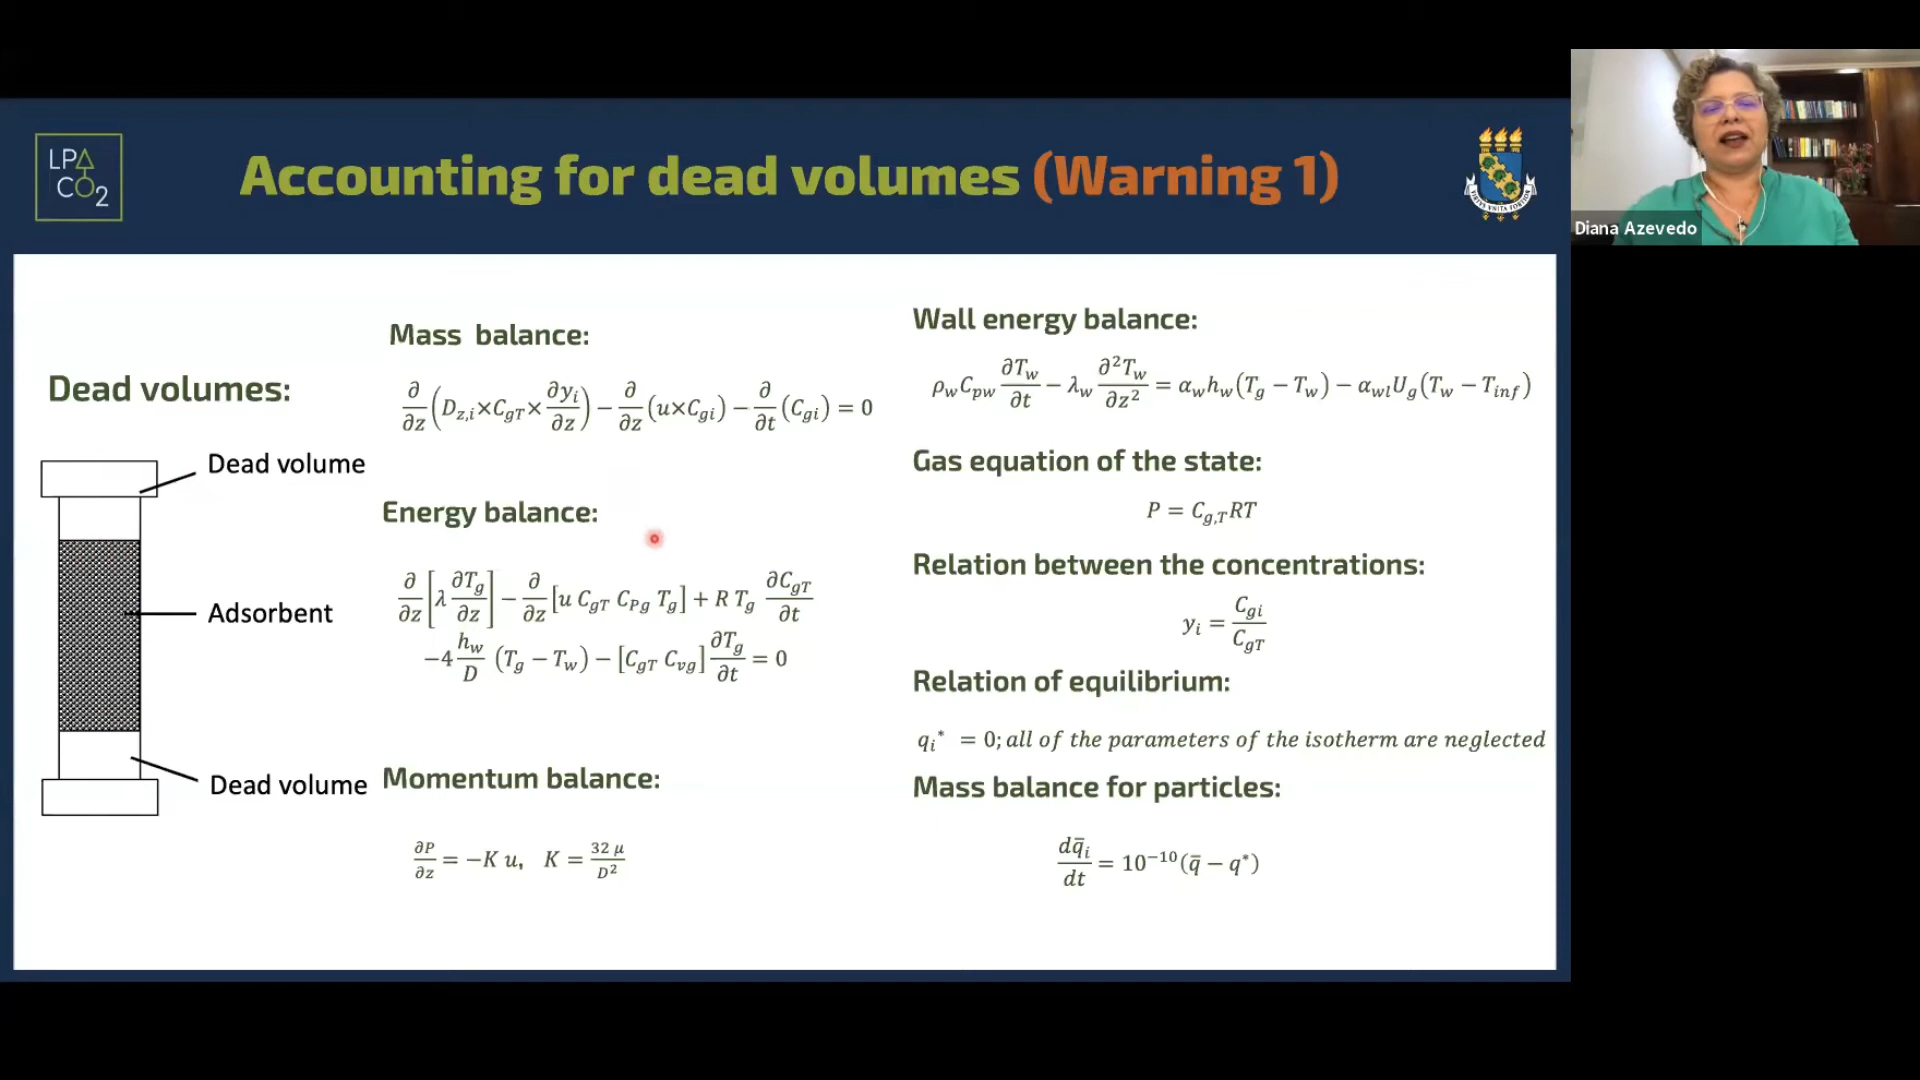 LPA
CO2
Accounting for dead volumes (Warning 1)
Diana Azevedo
Dead volumes:
Dead volume
Adsorbent
Dead volume
Mass balance:
∂/∂z (D_{z,i}×C_{gT}×∂y_i/∂z) − ∂/∂z (u×C_{gi}) − ∂/∂t (C_{gi}) = 0
Energy balance:
∂/∂z [λ ∂T_g/∂z] − ∂/∂z [u C_{gT} C_{Pg} T_g] + R T_g ∂C_{gT}/∂t
−4 h_w/D (T_g − T_w) − [C_{gT} C_{vg}] ∂T_g/∂t = 0
Momentum balance:
∂P/∂z = −K u, K = 32 μ/D²
Wall energy balance:
ρ_w C_{pw} ∂T_w/∂t − λ_w ∂²T_w/∂z² = α_w h_w (T_g − T_w) − α_{wl} U_g (T_w − T_{inf})
Gas equation of the state:
P = C_{g,T} RT
Relation between the concentrations:
y_i = C_{gi}/C_{gT}
Relation of equilibrium:
q_i* = 0; all of the parameters of the isotherm are neglected
Mass balance for particles:
dq̄_i/dt = 10⁻¹⁰(q̄ − q*)